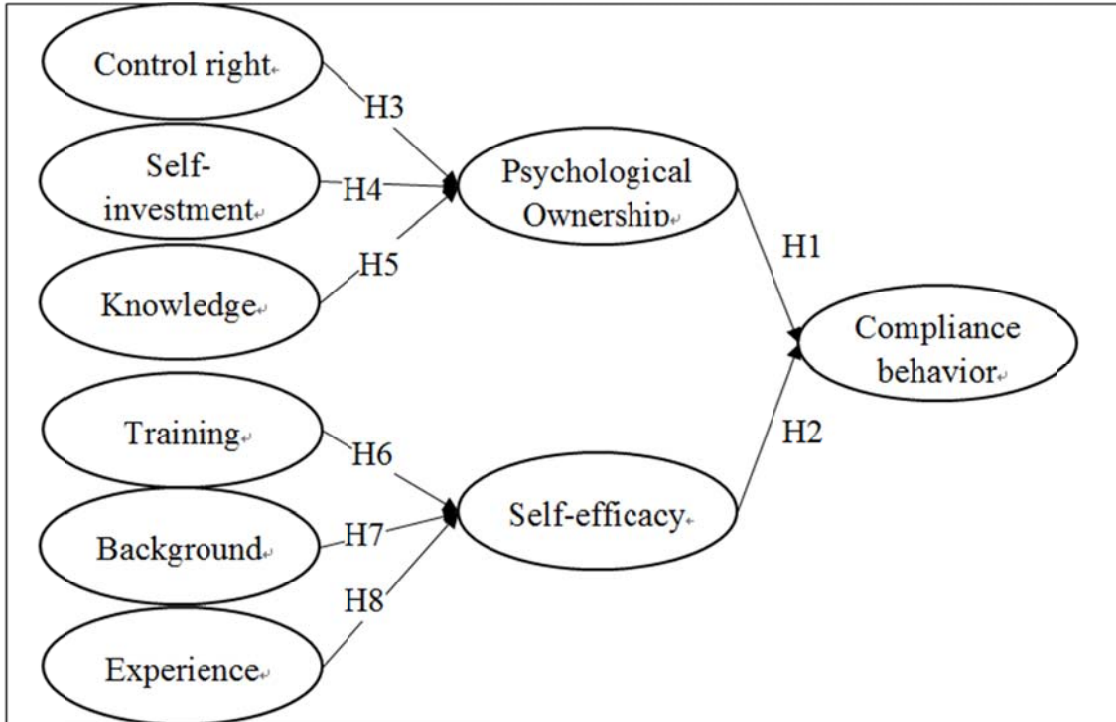 Control right
H3
Self-
investment
H4
Psychological
Ownership
H5
Knowledge
H1
Compliance
behavior
Training
H6
H2
Self-efficacy
H7
Background
H8
Experience